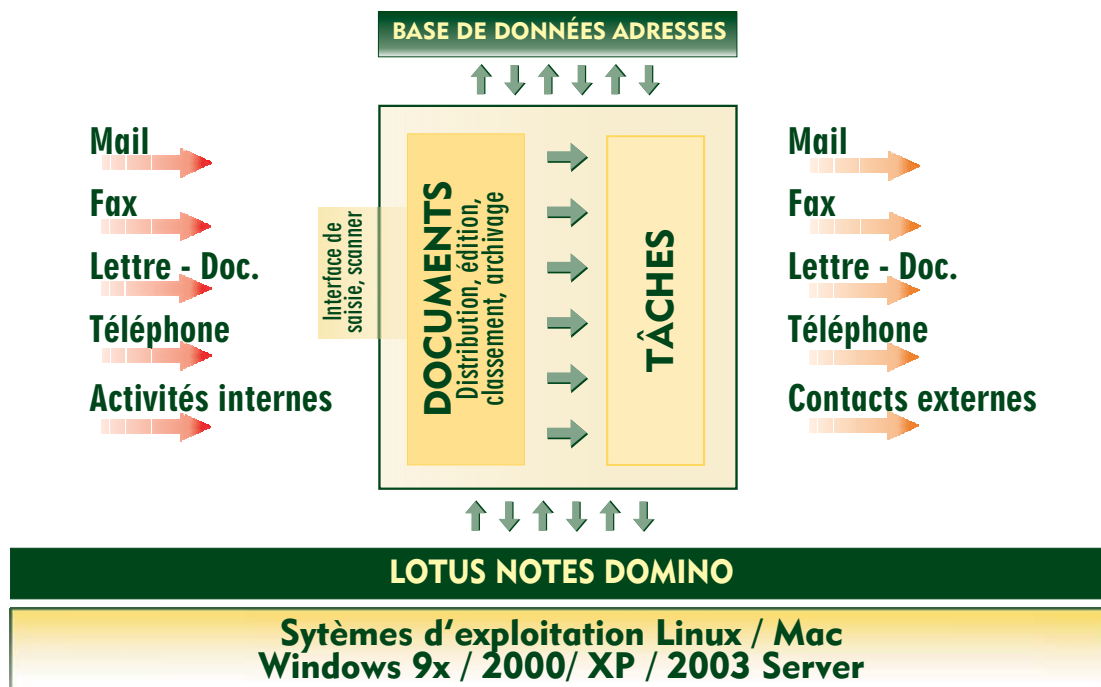 BASE DE DONNÉES ADRESSES
Mail
Fax
Lettre - Doc.
Téléphone
Activités internes
Interface de
saisie, scanner
DOCUMENTS
Distribution, édition,
classement, archivage
TÂCHES
Mail
Fax
Lettre - Doc.
Téléphone
Contacts externes
LOTUS NOTES DOMINO
Sytèmes d'exploitation Linux / Mac
Windows 9x / 2000/ XP / 2003 Server